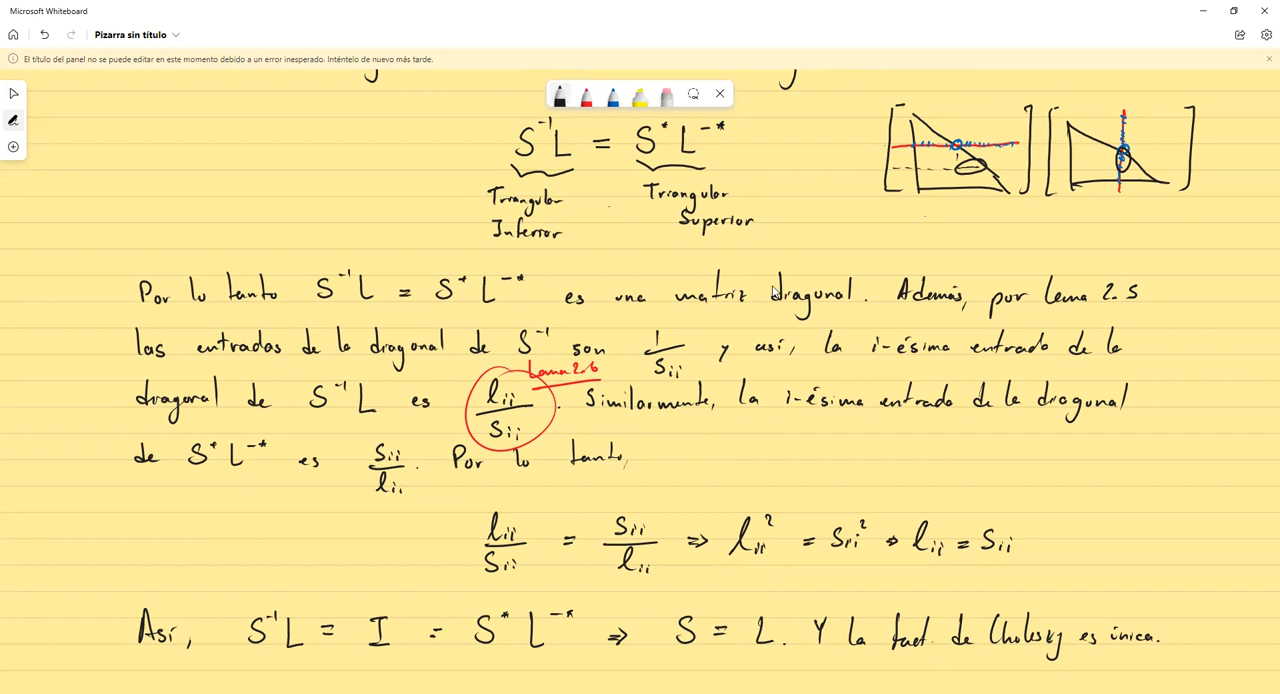 Microsoft Whiteboard
Pizarra sin título
El título del panel no se puede editar en este momento debido a un error inesperado. Inténtelo de nuevo más tarde.
S⁻¹L = S* L⁻*
Triangular Inferior
Triangular Superior
Por lo tanto S⁻¹L = S* L⁻* es una matriz diagonal. Además, por lema 2.5
las entradas de la diagonal de S⁻¹ son 1/sᵢᵢ y así, la i-ésima entrada de la
Lema 2.6
diagonal de S⁻¹L es lᵢᵢ/sᵢᵢ. Similarmente, la i-ésima entrada de la diagonal
de S* L⁻* es sᵢᵢ/lᵢᵢ. Por lo tanto,
lᵢᵢ/sᵢᵢ = sᵢᵢ/lᵢᵢ ⇒ lᵢᵢ² = sᵢᵢ² ⇒ lᵢᵢ = sᵢᵢ
Así, S⁻¹L = I = S* L⁻* ⇒ S = L. Y la fact. de Cholesky es única.